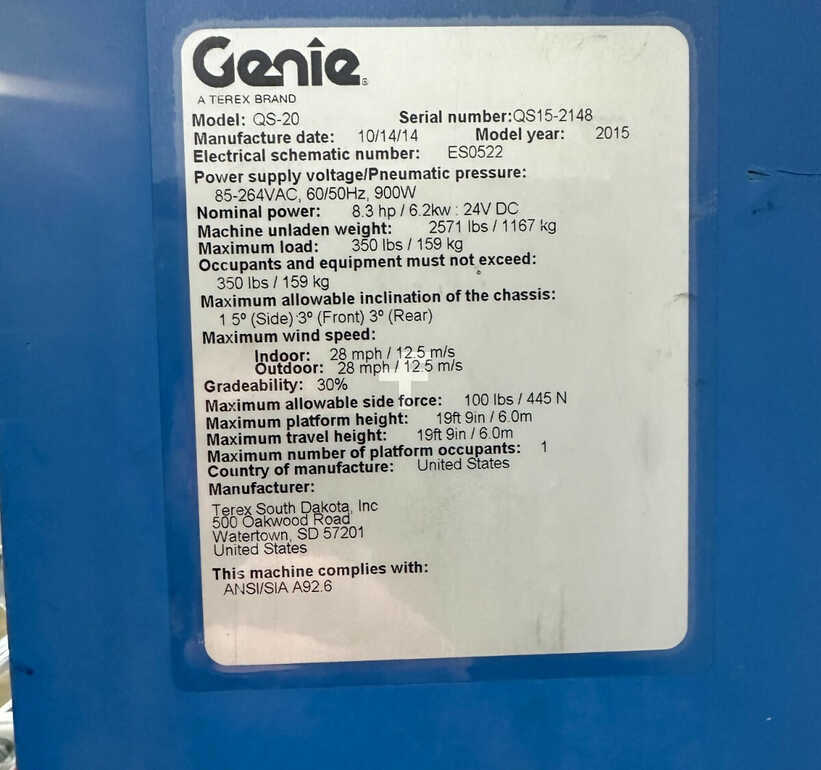 Genie®
A TEREX BRAND
Model: QS-20 Serial number:QS15-2148
Manufacture date: 10/14/14 Model year: 2015
Electrical schematic number: ES0522
Power supply voltage/Pneumatic pressure:
85-264VAC, 60/50Hz, 900W
Nominal power: 8.3 hp / 6.2kw : 24V DC
Machine unladen weight: 2571 lbs / 1167 kg
Maximum load: 350 lbs / 159 kg
Occupants and equipment must not exceed:
350 lbs / 159 kg
Maximum allowable inclination of the chassis:
1.5º (Side) 3º (Front) 3º (Rear)
Maximum wind speed:
Indoor: 28 mph / 12.5 m/s
Outdoor: 28 mph / 12.5 m/s
Gradeability: 30%
Maximum allowable side force: 100 lbs / 445 N
Maximum platform height: 19ft 9in / 6.0m
Maximum travel height: 19ft 9in / 6.0m
Maximum number of platform occupants: 1
Country of manufacture: United States
Manufacturer:
Terex South Dakota, Inc
500 Oakwood Road
Watertown, SD 57201
United States
This machine complies with:
ANSI/SIA A92.6